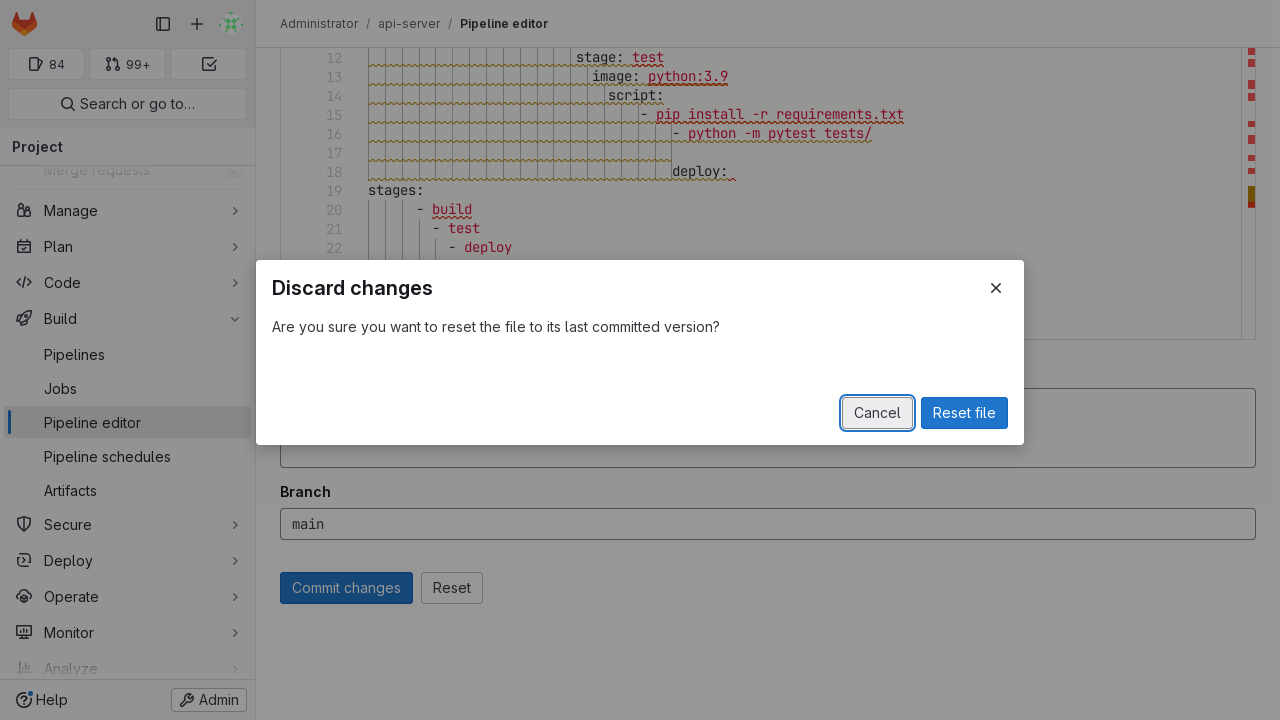 Administrator / api-server / Pipeline editor
84
99+
Search or go to…
Project
Merge requests
Manage
Plan
Code
Build
Pipelines
Jobs
Pipeline editor
Pipeline schedules
Artifacts
Secure
Deploy
Operate
Monitor
Analyze
Help
Admin
12 stage: test
13 image: python:3.9
14 script:
15 - pip install -r requirements.txt
16 - python -m pytest tests/
17
18 deploy:
19 stages:
20 - build
21 - test
22 - deploy
Discard changes
Are you sure you want to reset the file to its last committed version?
Cancel
Reset file
Branch
main
Commit changes
Reset